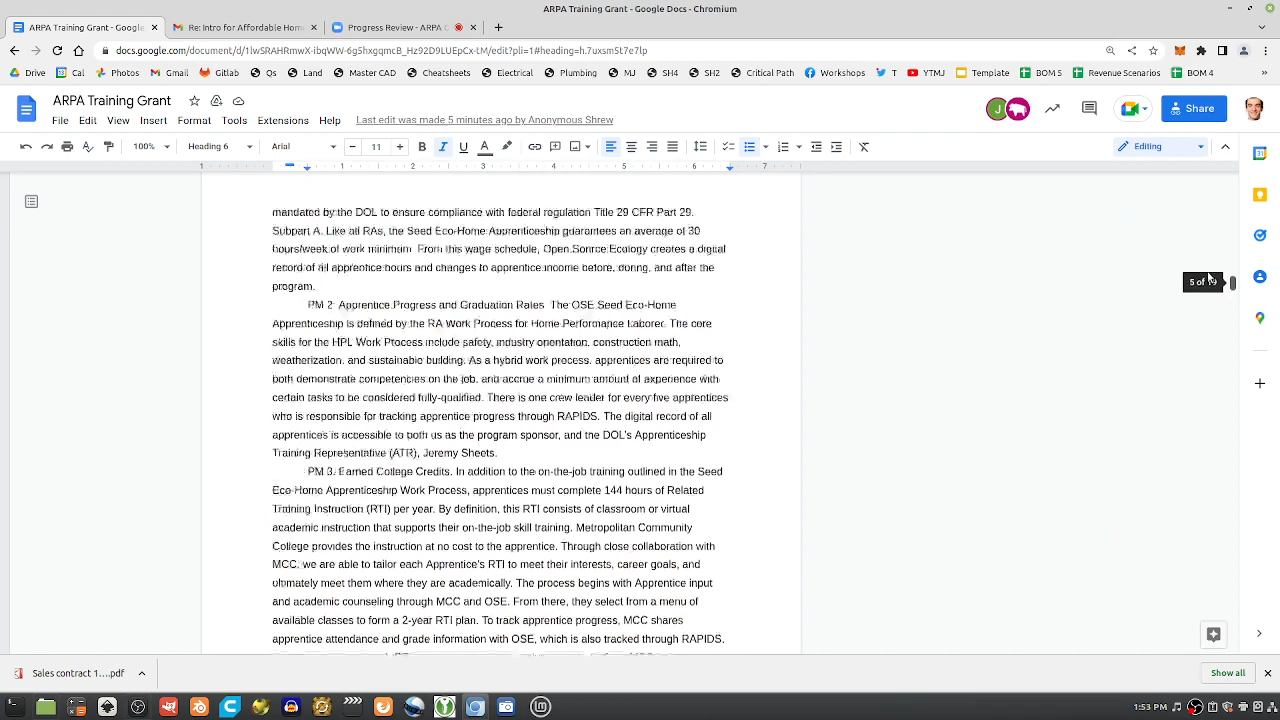 ARPA Training Grant - Google Docs - Chromium
ARPA Training Grant - Google Docs
Re: Intro for Affordable Home
Progress Review - ARPA
docs.google.com/document/d/1lwSRAHRmwX-ibqWW-6g5hxgqmcB_Hz92D9LUEpCx-tM/edit?pli=1#heading=h.7uxsm5t7e7lp
Drive
Cal
Photos
Gmail
Gitlab
Qs
Land
Master CAD
Cheatsheets
Electrical
Plumbing
MJ
SH4
SH2
Critical Path
Workshops
T
YTMJ
Template
BOM 5
Revenue Scenarios
BOM 4
ARPA Training Grant
File Edit View Insert Format Tools Extensions Help
Last edit was made 5 minutes ago by Anonymous Shrew
J
Share
100%
Heading 6
Arial
11
Editing
1 1 2 3 4 5 6 7
mandated by the DOL to ensure compliance with federal regulation Title 29 CFR Part 29.
Subpart A. Like all RAs, the Seed Eco-Home Apprenticeship guarantees an average of 30
hours/week of work minimum. From this wage schedule, Open Source Ecology creates a digital
record of all apprentice hours and changes to apprentice income before, during, and after the
program.
PM 2: Apprentice Progress and Graduation Rates The OSE Seed Eco-Home
Apprenticeship is defined by the RA Work Process for Home Performance Laborer. The core
skills for the HPL Work Process include safety, industry orientation, construction math,
weatherization, and sustainable building. As a hybrid work process, apprentices are required to
both demonstrate competencies on the job, and accrue a minimum amount of experience with
certain tasks to be considered fully-qualified. There is one crew leader for every five apprentices
who is responsible for tracking apprentice progress through RAPIDS. The digital record of all
apprentices is accessible to both us as the program sponsor, and the DOL's Apprenticeship
Training Representative (ATR), Jeremy Sheets.
PM 3. Earned College Credits. In addition to the on-the-job training outlined in the Seed
Eco-Home Apprenticeship Work Process, apprentices must complete 144 hours of Related
Training Instruction (RTI) per year. By definition, this RTI consists of classroom or virtual
academic instruction that supports their on-the-job skill training. Metropolitan Community
College provides the instruction at no cost to the apprentice. Through close collaboration with
MCC, we are able to tailor each Apprentice's RTI to meet their interests, career goals, and
ultimately meet them where they are academically. The process begins with Apprentice input
and academic counseling through MCC and OSE. From there, they select from a menu of
available classes to form a 2-year RTI plan. To track apprentice progress, MCC shares
apprentice attendance and grade information with OSE, which is also tracked through RAPIDS.
5 of 19
Sales contract 1....pdf
Show all
1:53 PM